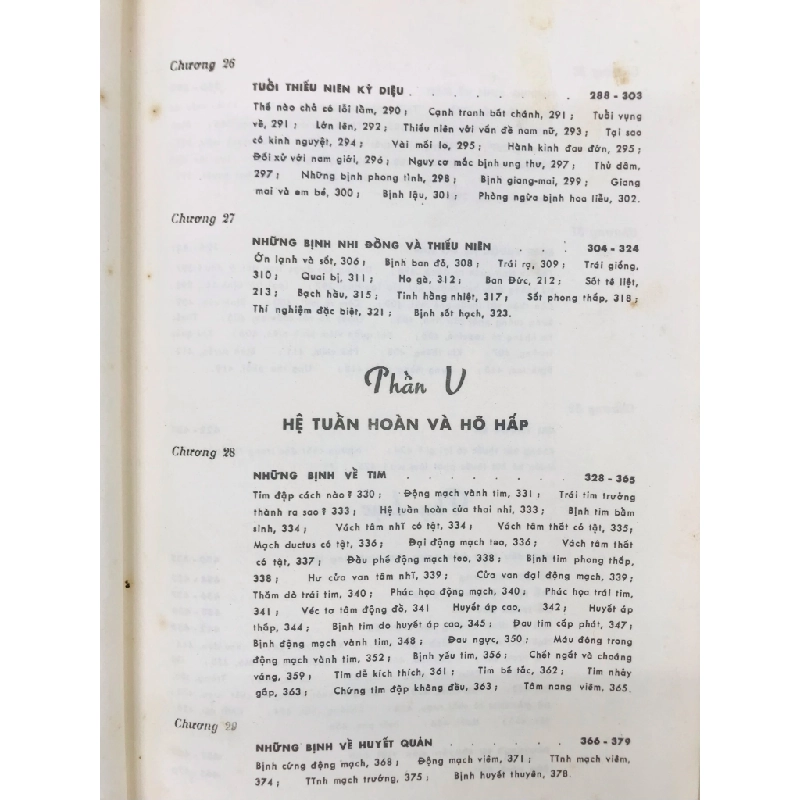 Chương 26
TUỔI THIẾU NIÊN KỲ DIỆU . . . . . . . . . 288 - 303
Thế nào chả có lỗi lầm, 290 ; Cạnh tranh bất chánh, 291 ; Tuổi vụng
về, 291 ; Lớn lên, 292 ; Thiếu niên với vấn đề nam nữ, 293 ; Tại sao
có kinh nguyệt, 294 ; Vài mối lo, 295 ; Hành kinh đau đớn, 295 ;
Đối xử với nam giới, 296 ; Nguy cơ mắc bịnh ung thư, 297 ; Thủ dâm,
297 ; Những bịnh phong tình, 298 ; Bịnh giang-mai, 299 ; Giang
mai và em bé, 300 ; Bịnh lậu, 301 ; Phòng ngừa bịnh hoa liễu, 302.
Chương 27
NHỮNG BỊNH NHI ĐỒNG VÀ THIẾU NIÊN . . . 304 - 324
Ớn lạnh và sốt, 306 ; Bịnh ban đỏ, 308 ; Trái rạ, 309 ; Trái giống,
310 ; Quai bị, 311 ; Ho gà, 312 ; Ban Đức, 212 ; Sốt tê liệt,
213 ; Bạch hầu, 315 ; Tinh hồng nhiệt, 317 ; Sốt phong thấp, 318 ;
Thí nghiệm đặc biệt, 321 ; Bịnh sốt hạch, 323.
Phần V
HỆ TUẦN HOÀN VÀ HÔ HẤP
Chương 28
NHỮNG BỊNH VỀ TIM . . . . . . . . 328 - 365
Tim đập cách nào ? 330 ; Động mạch vành tim, 331 ; Trái tim trưởng
thành ra sao ? 333 ; Hệ tuần hoàn của thai nhi, 333 ; Bịnh tim bẩm
sinh, 334 ; Vách tâm nhĩ có tật, 334 ; Vách tâm thất có tật, 335 ;
Mạch ductus có tật, 336 ; Đại động mạch teo, 336 ; Vách tâm thất
có tật, 337 ; Đầu phế động mạch teo, 338 ; Bịnh tim phong thấp,
338 ; Hư cửa van tâm nhĩ, 339 ; Cửa van đại động mạch, 339 ;
Thăm dò trái tim, 340 ; Phác học động mạch, 340 ; Phác học trái tim,
341 ; Véc tơ tâm động đồ, 341 Huyết áp cao, 342 ; Huyết áp
thấp, 344 ; Bịnh tim do huyết áp cao, 345 ; Đau tim cấp phát, 347 ;
Bịnh động mạch vành tim, 348 ; Đau ngực, 350 ; Máu đông trong
động mạch vành tim, 352 ; Bịnh yếu tim, 356 ; Chết ngất và choáng
váng, 359 ; Tim dễ kích thích, 361 ; Tim bế tắc, 362 ; Tim nhảy
gấp, 363 ; Chứng tim đập không đều, 363 ; Tâm nang viêm, 365.
Chương 29
NHỮNG BỊNH VỀ HUYẾT QUẢN . . . . . . 366 - 379
Bịnh cứng động mạch, 368 ; Động mạch viêm, 371 ; Tĩnh mạch viêm,
374 ; Tĩnh mạch trướng, 375 ; Bịnh huyết thuyên, 378.